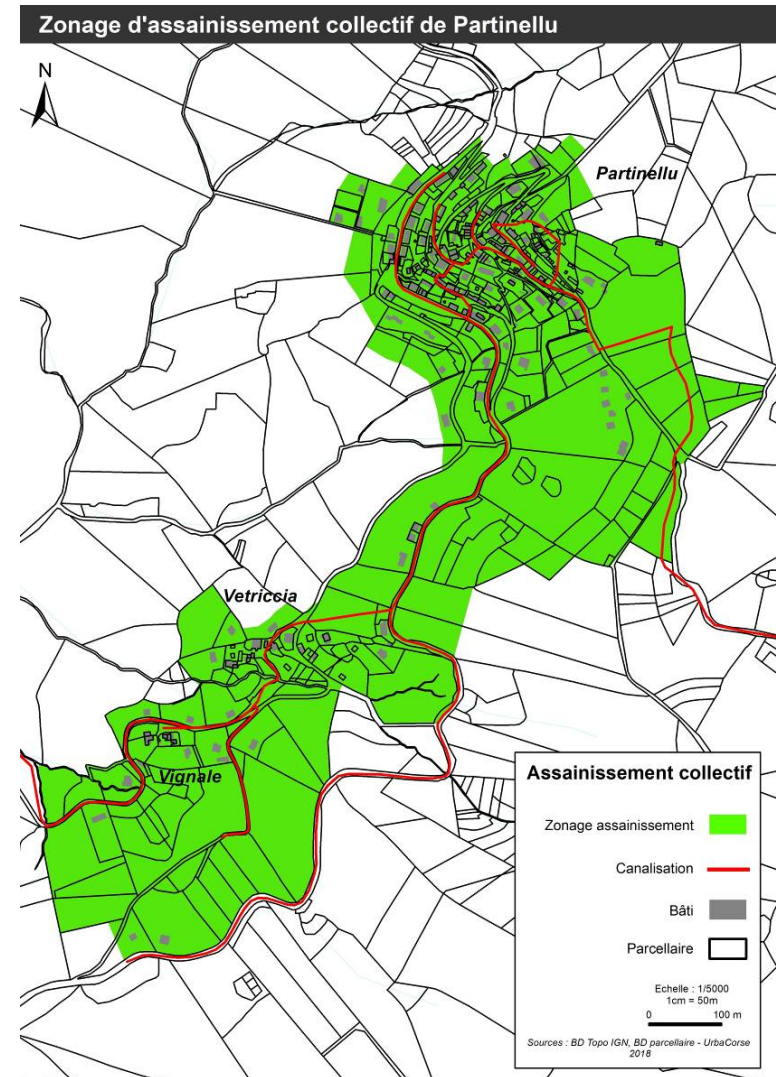 Zonage d'assainissement collectif de Partinellu
N
Partinellu
Vetriccia
Vignale
Assainissement collectif
Zonage assainissement
Canalisation
Bâti
Parcellaire
Echelle : 1/5000
1cm = 50m
0 100 m
Sources : BD Topo IGN, BD parcellaire - UrbaCorse
2018